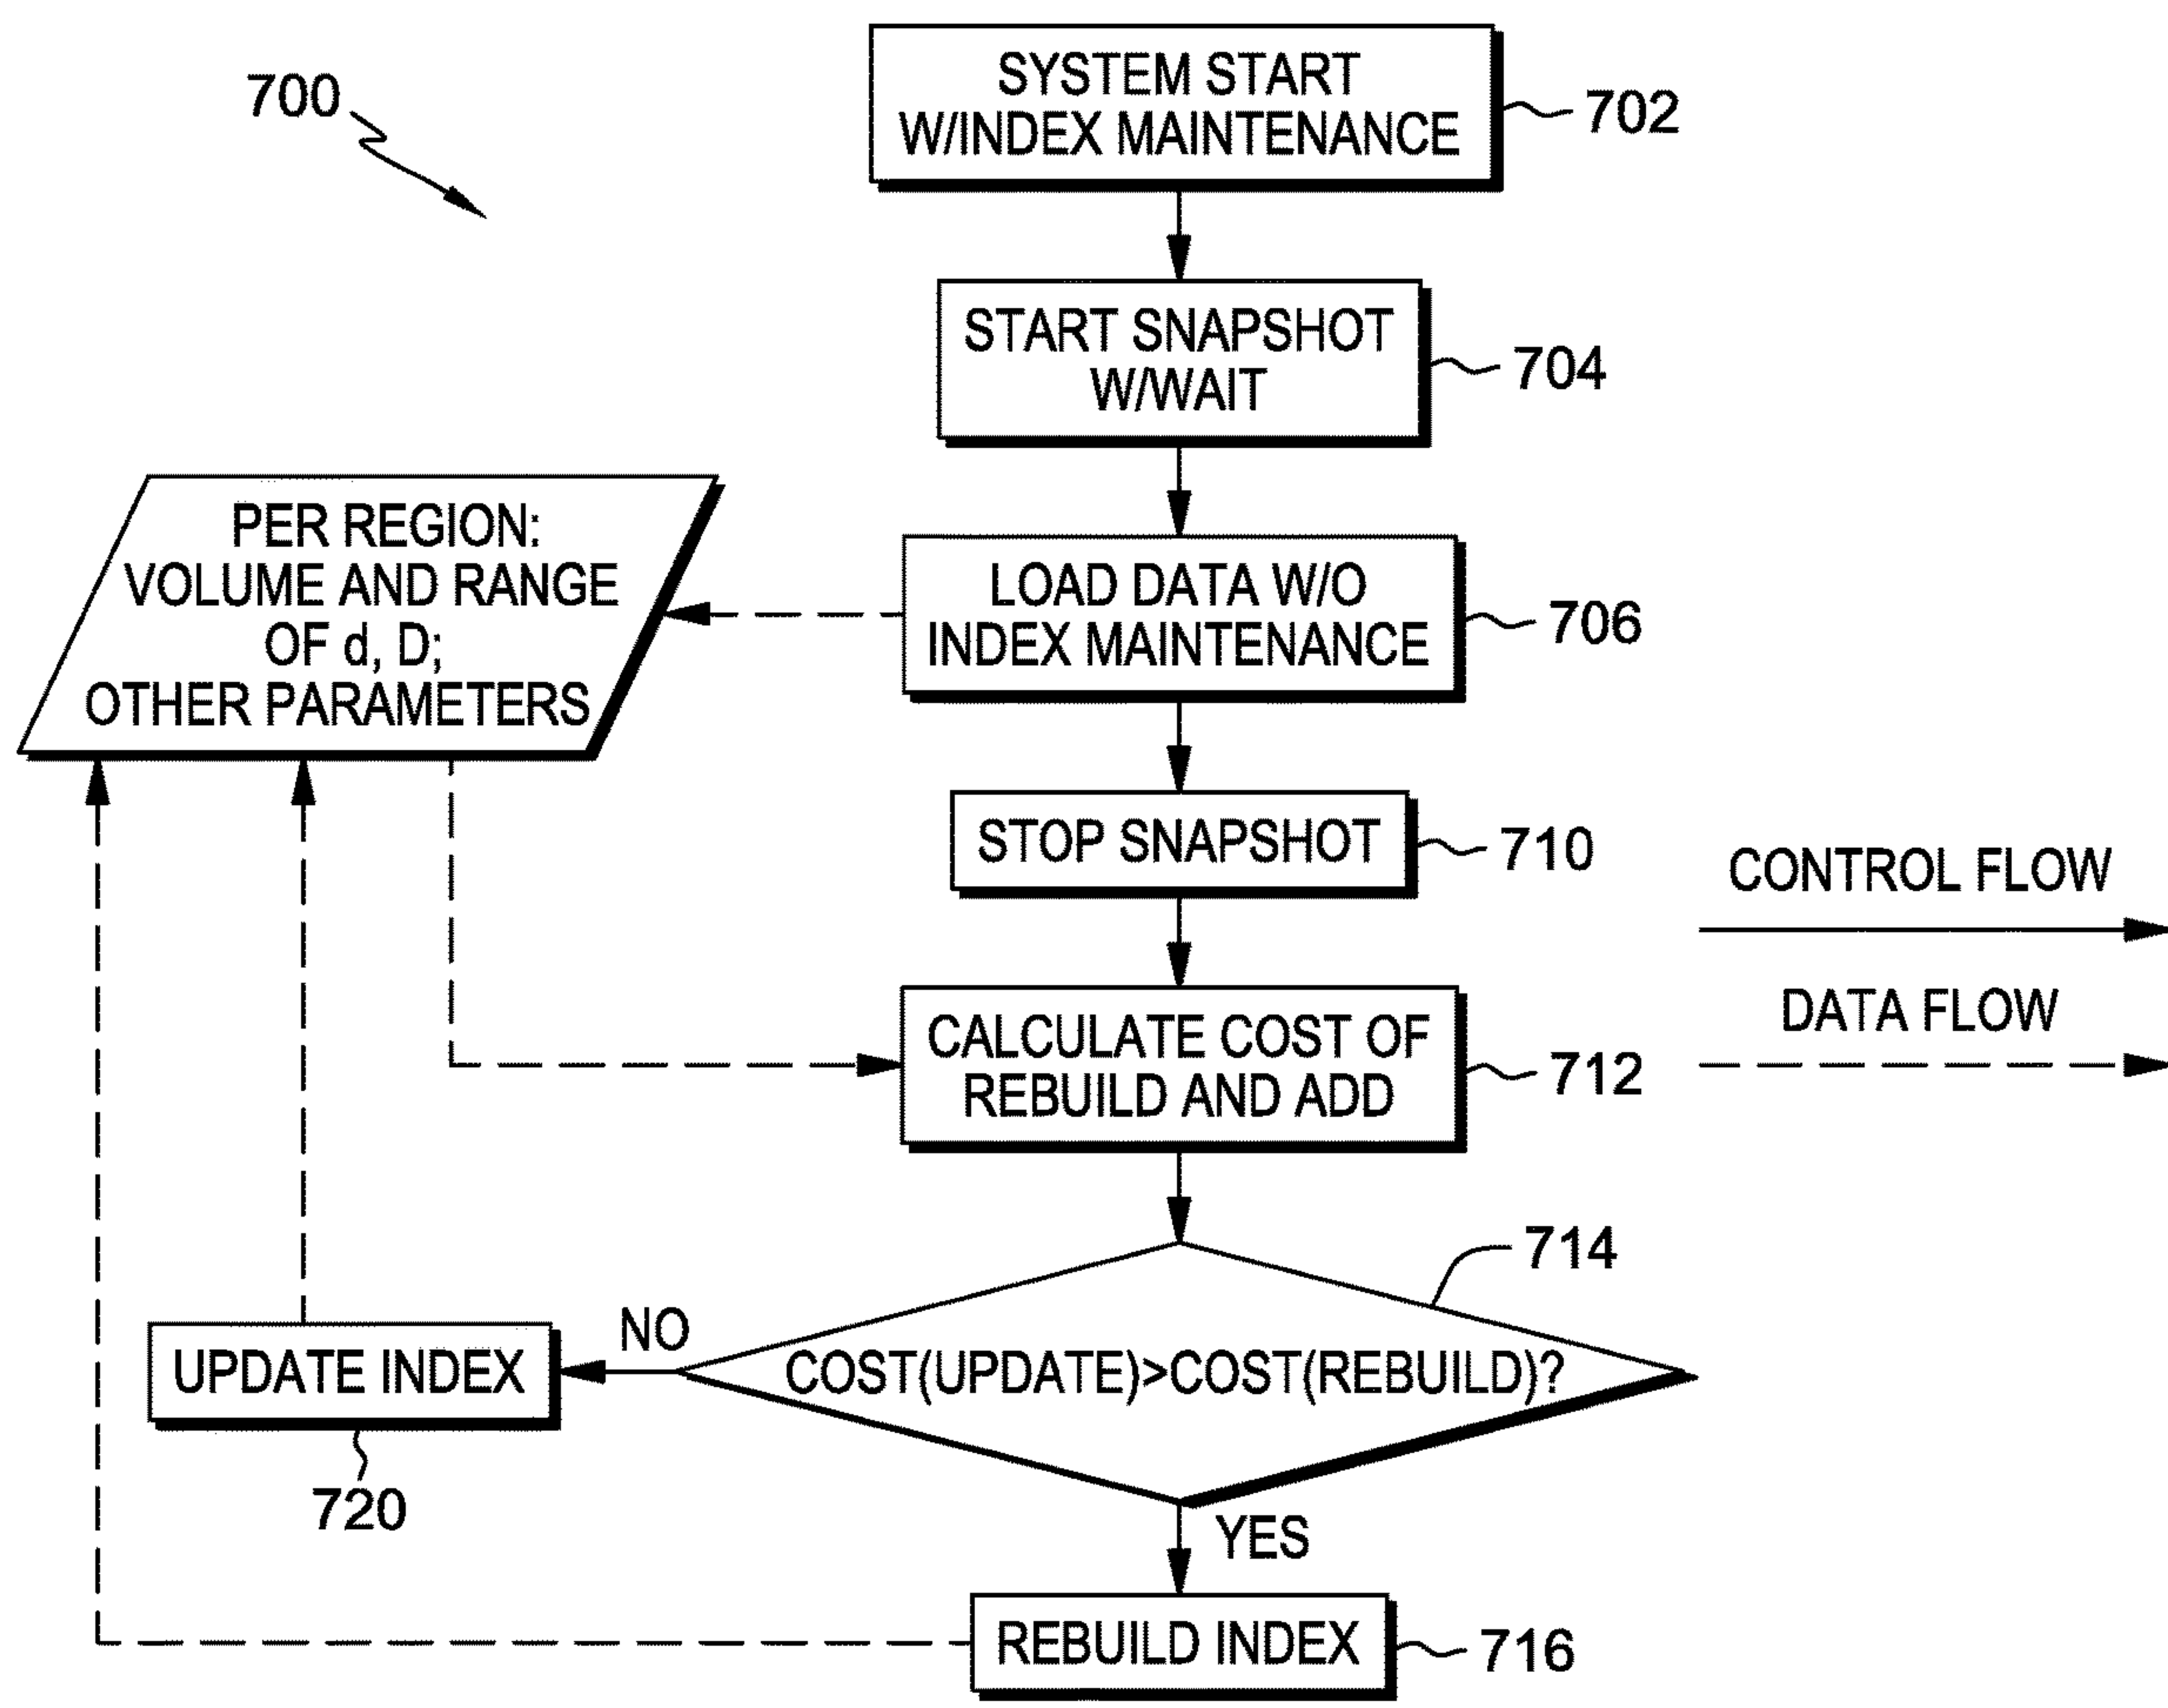 700
SYSTEM START
W/INDEX MAINTENANCE
702
START SNAPSHOT
W/WAIT
704
PER REGION:
VOLUME AND RANGE
OF d, D;
OTHER PARAMETERS
LOAD DATA W/O
INDEX MAINTENANCE
706
STOP SNAPSHOT
710
CONTROL FLOW
DATA FLOW
CALCULATE COST OF
REBUILD AND ADD
712
714
COST(UPDATE)>COST(REBUILD)?
NO
UPDATE INDEX
720
YES
REBUILD INDEX
716